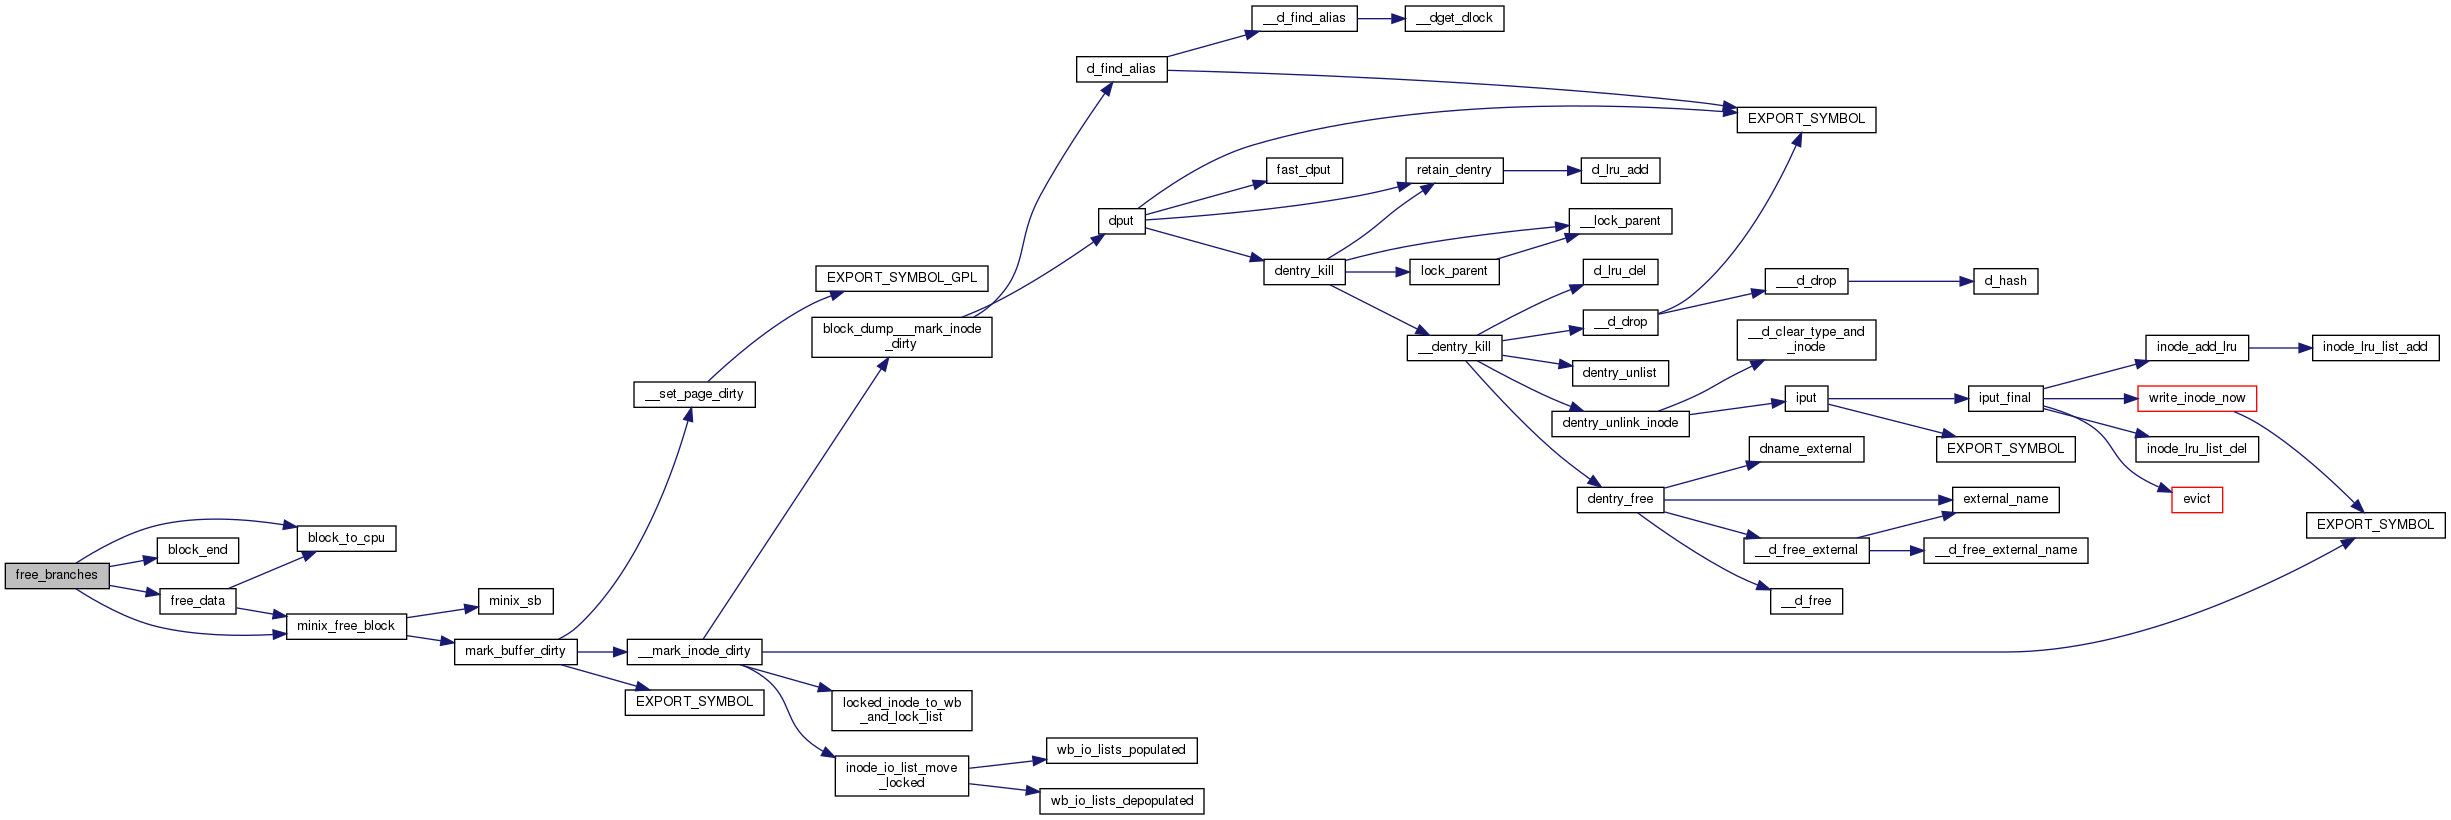 free_branches
block_to_cpu
block_end
free_data
minix_free_block
minix_sb
mark_buffer_dirty
__set_page_dirty
EXPORT_SYMBOL_GPL
__mark_inode_dirty
EXPORT_SYMBOL
block_dump___mark_inode
_dirty
locked_inode_to_wb
_and_lock_list
inode_io_list_move
_locked
wb_io_lists_populated
wb_io_lists_depopulated
d_find_alias
__d_find_alias
__dget_dlock
dput
fast_dput
retain_dentry
d_lru_add
dentry_kill
__lock_parent
lock_parent
__dentry_kill
d_lru_del
__d_drop
dentry_unlist
dentry_unlink_inode
dentry_free
EXPORT_SYMBOL
___d_drop
d_hash
__d_clear_type_and
_inode
iput
iput_final
EXPORT_SYMBOL
inode_add_lru
inode_lru_list_add
write_inode_now
inode_lru_list_del
evict
EXPORT_SYMBOL
dname_external
external_name
__d_free_external
__d_free_external_name
__d_free